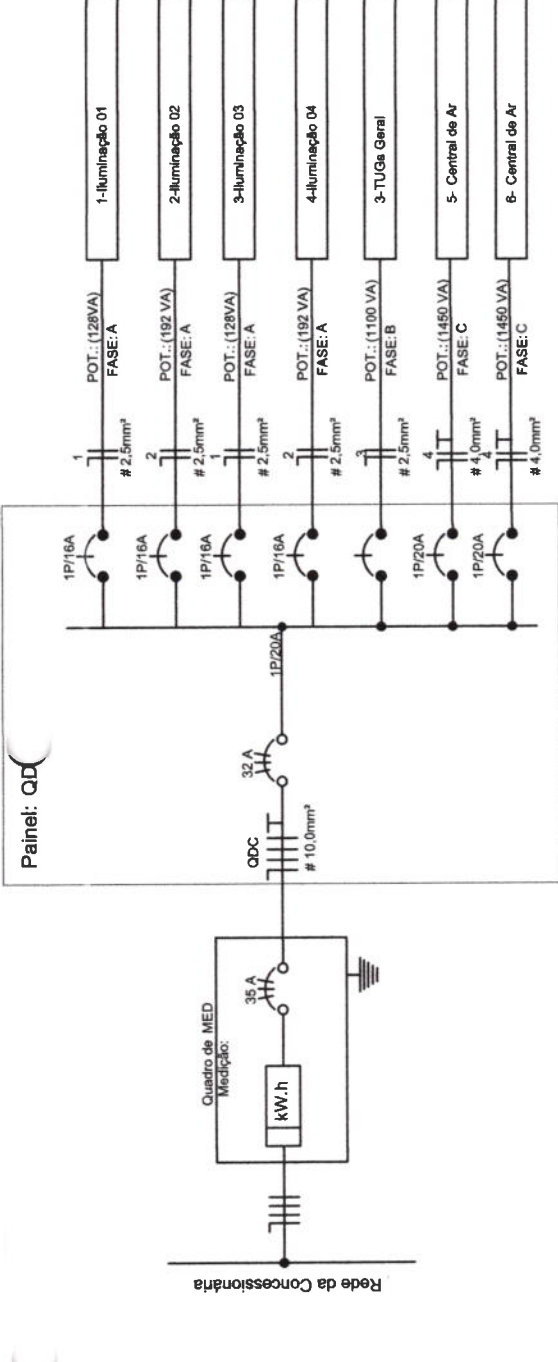 1-Iluminação 01
2-Iluminação 02
3-Iluminação 03
4-Iluminação 04
3-TUGs Geral
5- Central de Ar
6- Central de Ar
POT.: (128VA)
FASE: A
POT.: (192 VA)
FASE: A
POT.: (128VA)
FASE: A
POT.: (192 VA)
FASE: A
POT.: (1100 VA)
FASE: B
POT.: (1450 VA)
FASE: C
POT.: (1450 VA)
FASE: C
1
# 2,5mm²
2
# 2,5mm²
1
# 2,5mm²
2
# 2,5mm²
3
# 2,5mm²
4
# 4,0mm²
4
# 4,0mm²
1P/16A
1P/16A
1P/16A
1P/16A
1P/20A
1P/20A
1P/20A
Painel: QD
32 A
QDC
# 10,0mm²
Quadro de MED
Medição:
35 A
kW.h
Rede da Concessionária